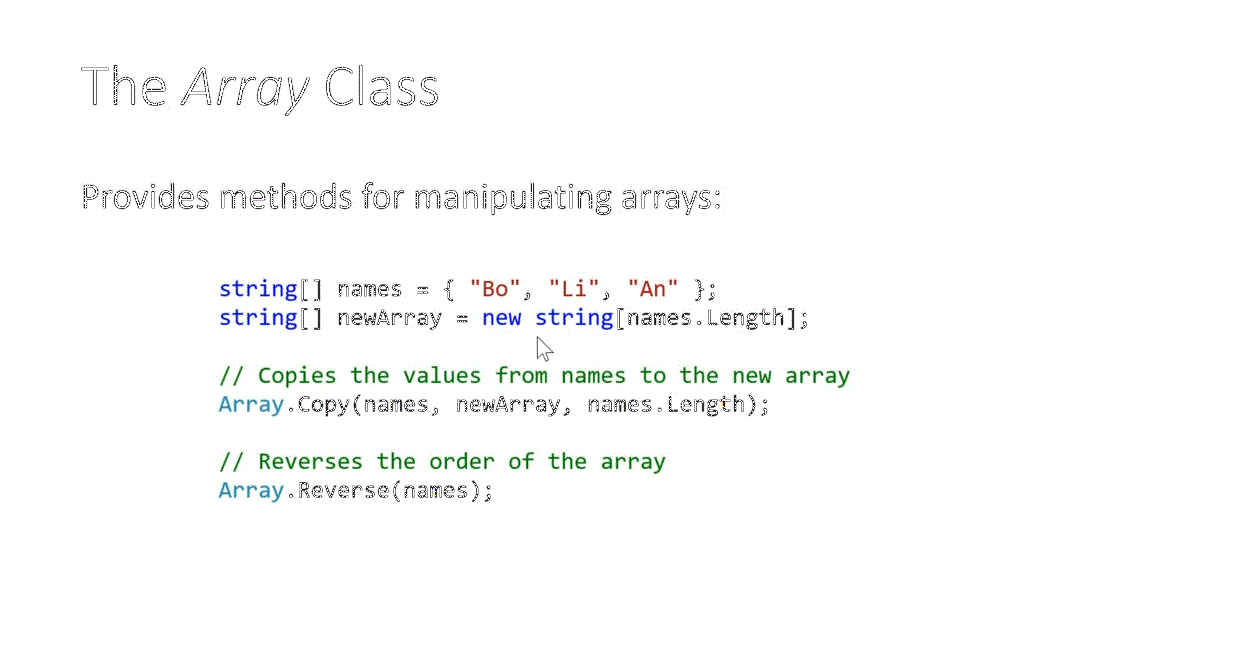 The Array Class
Provides methods for manipulating arrays:
string[] names = { "Bo", "Li", "An" };
string[] newArray = new string[names.Length];
// Copies the values from names to the new array
Array.Copy(names, newArray, names.Length);
// Reverses the order of the array
Array.Reverse(names);